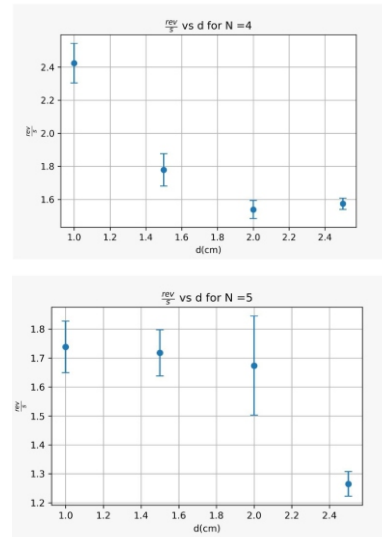 rev/s vs d for N =4
rev/s
2.4
2.2
2.0
1.8
1.6
1.0 1.2 1.4 1.6 1.8 2.0 2.2 2.4
d(cm)
rev/s vs d for N =5
rev/s
1.8
1.7
1.6
1.5
1.4
1.3
1.2
1.0 1.2 1.4 1.6 1.8 2.0 2.2 2.4
d(cm)